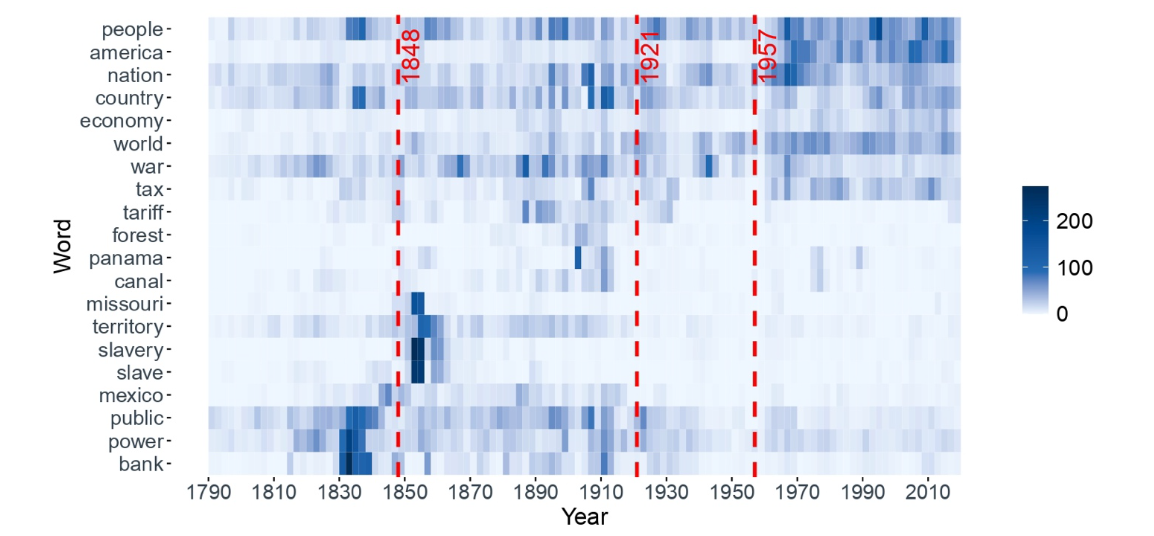 people
america
nation
country
economy
world
war
tax
tariff
forest
panama
canal
missouri
territory
slavery
slave
mexico
public
power
bank
Word
1848
1921
1957
200
100
0
1790 1810 1830 1850 1870 1890 1910 1930 1950 1970 1990 2010
Year